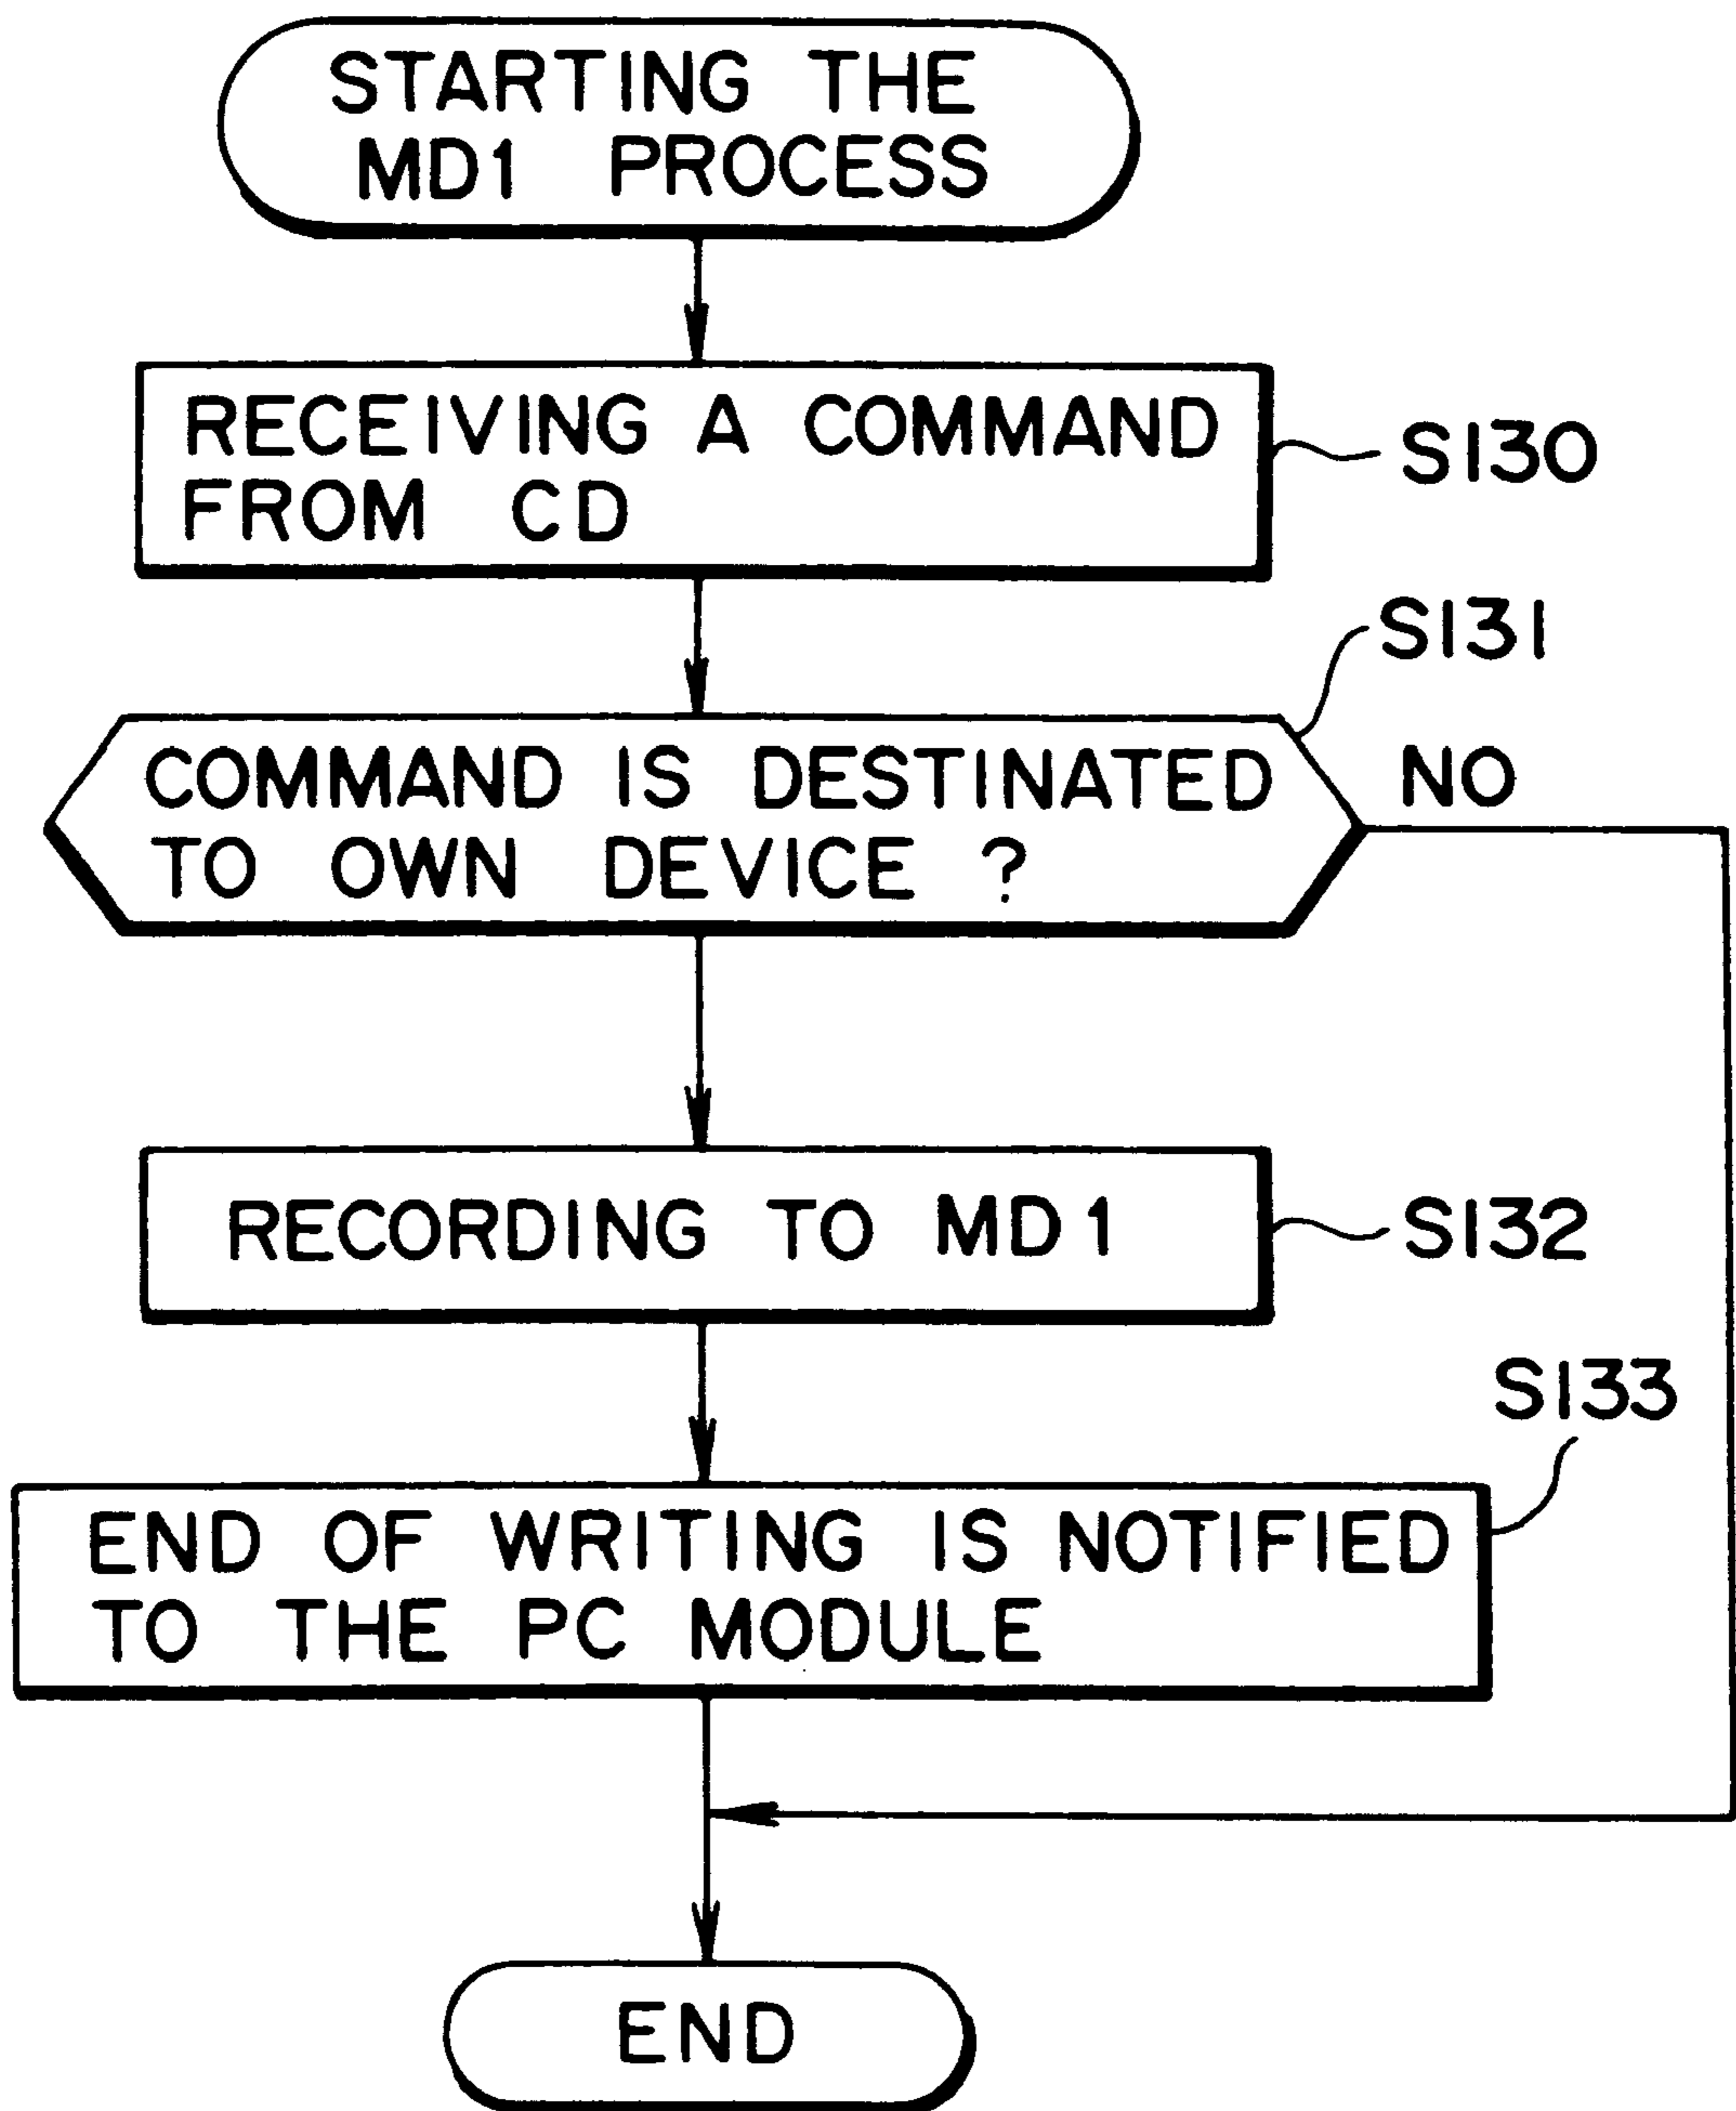 STARTING THE
MD1 PROCESS
RECEIVING A COMMAND
FROM CD
S130
S131
COMMAND IS DESTINATED
TO OWN DEVICE ?
NO
RECORDING TO MD1
S132
S133
END OF WRITING IS NOTIFIED
TO THE PC MODULE
END